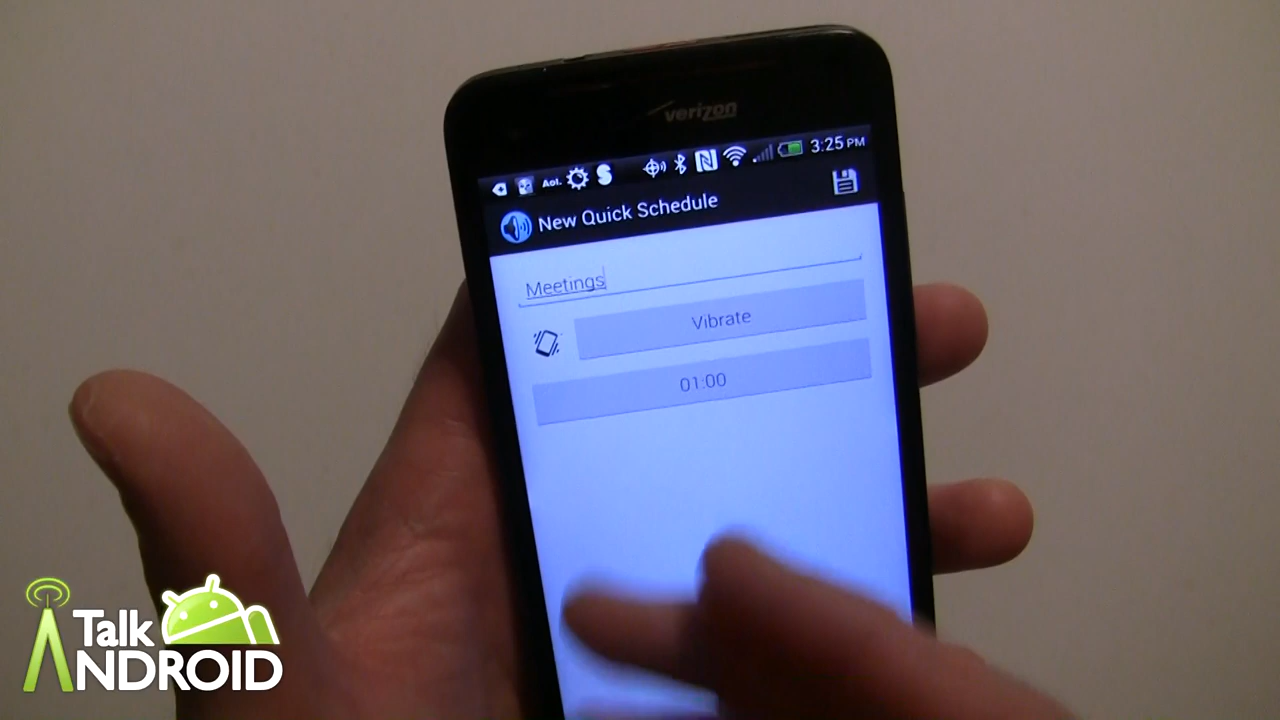 verizon
Aol. 3:25 PM
New Quick Schedule
Meetings
Vibrate
01:00
Talk
ANDROID